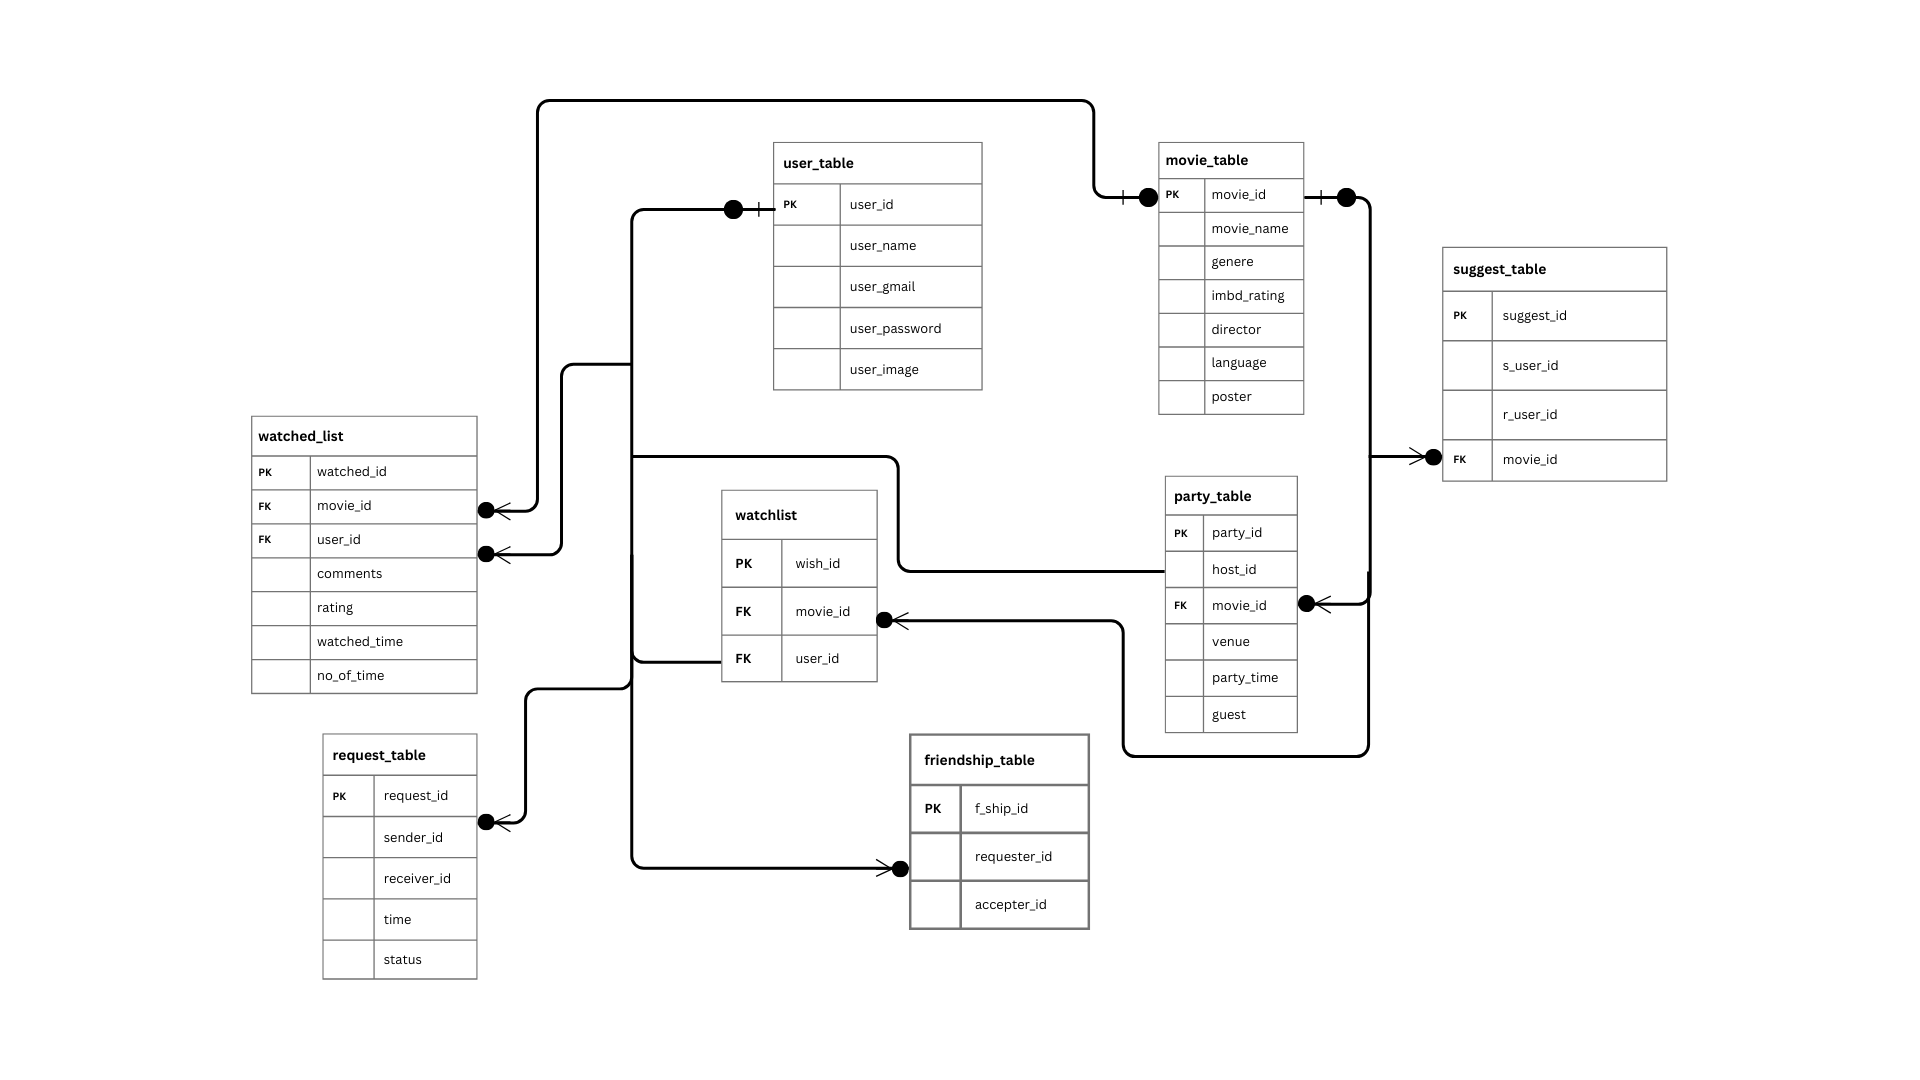 user_table
PK user_id
user_name
user_gmail
user_password
user_image
movie_table
PK movie_id
movie_name
genere
imbd_rating
director
language
poster
suggest_table
PK suggest_id
s_user_id
r_user_id
FK movie_id
watched_list
PK watched_id
FK movie_id
FK user_id
comments
rating
watched_time
no_of_time
watchlist
PK wish_id
FK movie_id
FK user_id
party_table
PK party_id
host_id
FK movie_id
venue
party_time
guest
request_table
PK request_id
sender_id
receiver_id
time
status
friendship_table
PK f_ship_id
requester_id
accepter_id